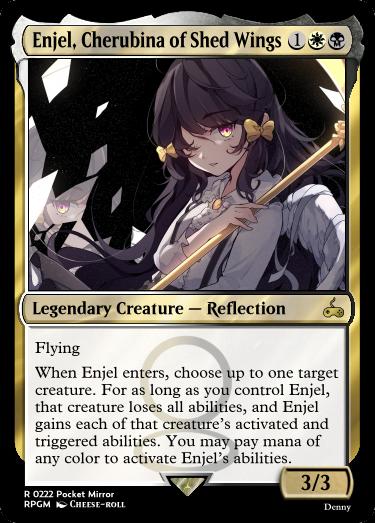 Enjel, Cherubina of Shed Wings 1
Legendary Creature — Reflection
Flying
When Enjel enters, choose up to one target
creature. For as long as you control Enjel,
that creature loses all abilities, and Enjel
gains each of that creature's activated and
triggered abilities. You may pay mana of
any color to activate Enjel's abilities.
3/3
R 0222 Pocket Mirror
RPGM CHEESE-ROLL
Denny